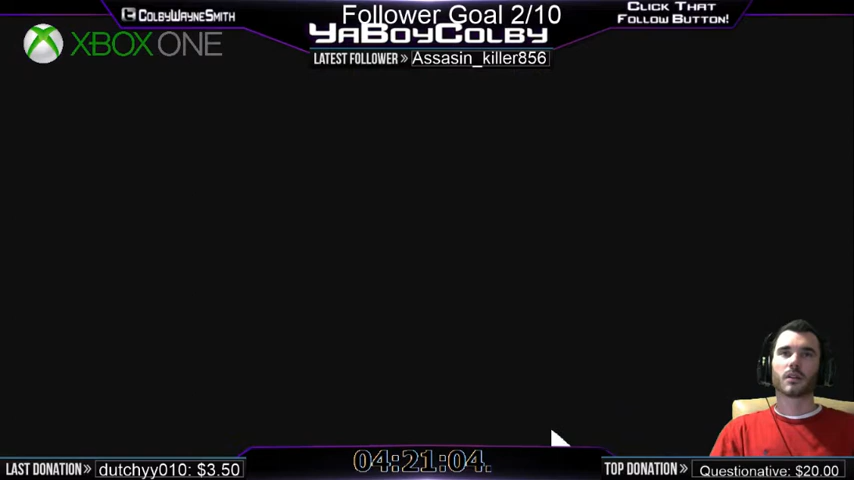 ColbyWayneSmith
Follower Goal 2/10
Click That
Follow Button!
XBOX ONE
YaBoyColby
LATEST FOLLOWER » Assasin_killer856
LAST DONATION » dutchyy010: $3.50
04:21:04.
TOP DONATION » Questionative: $20.00